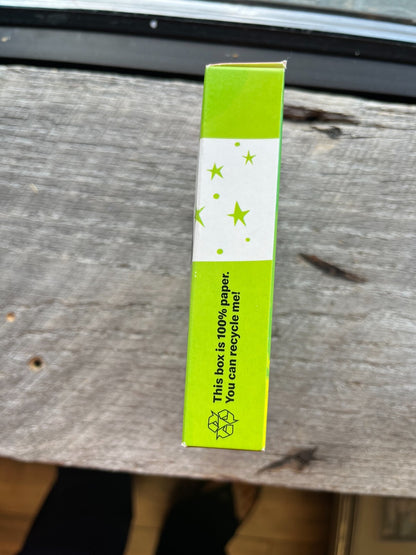 This box is 100% paper.
You can recycle me!